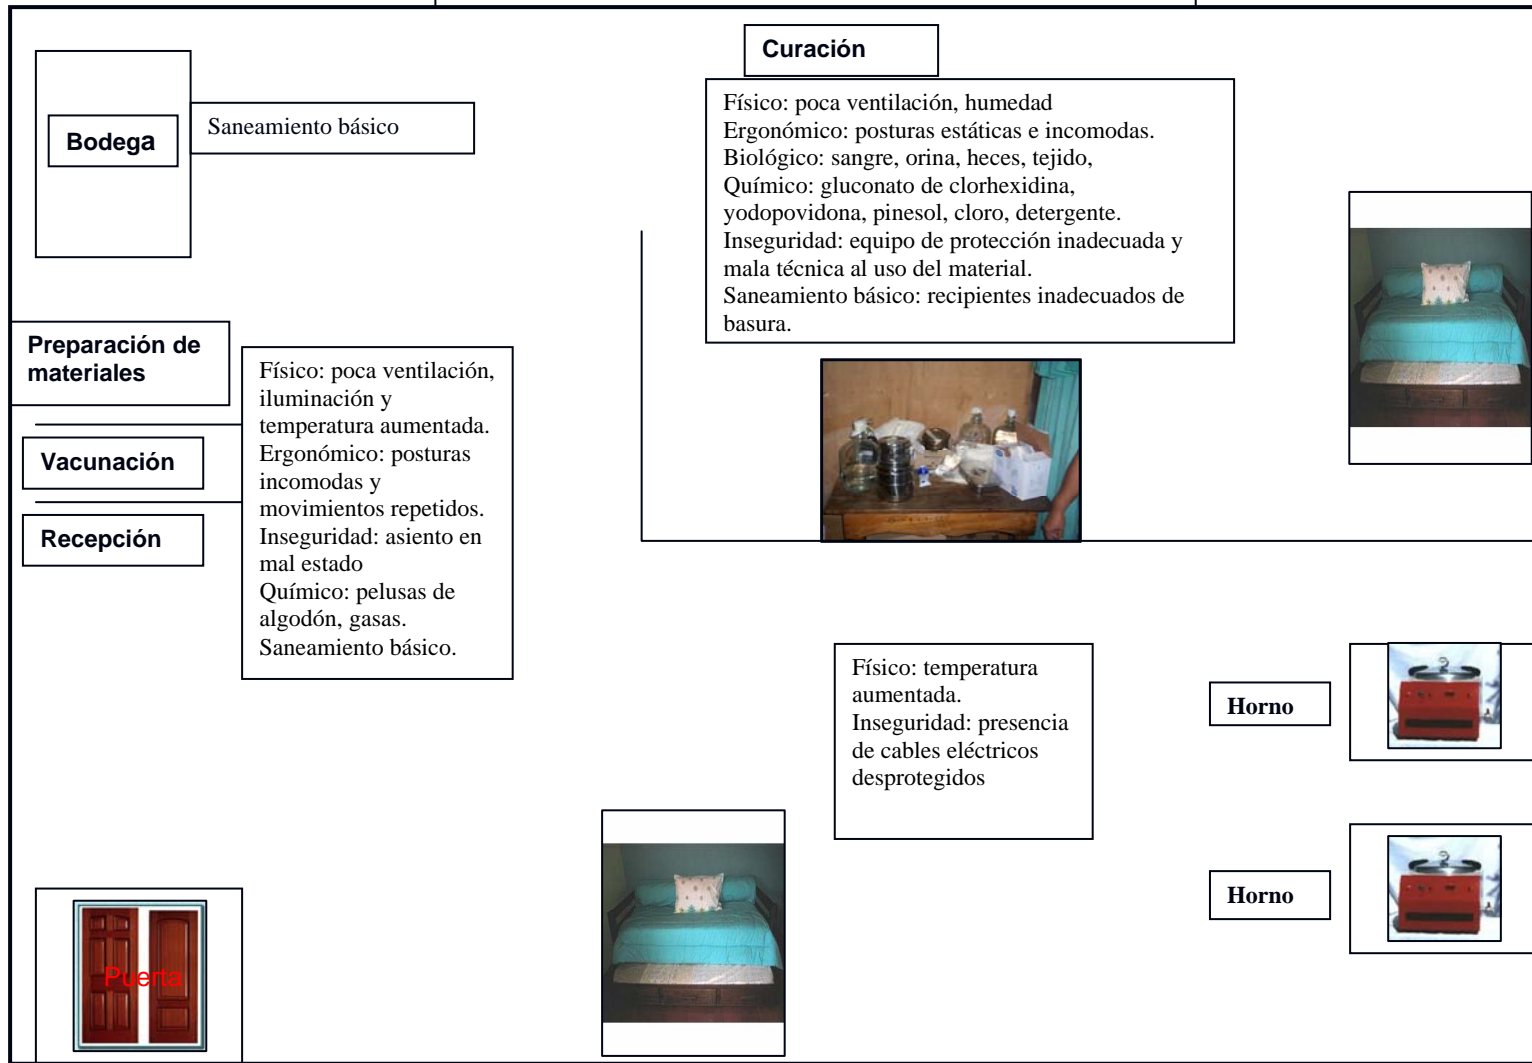 Curación
Físico: poca ventilación, humedad
Ergonómico: posturas estáticas e incomodas.
Biológico: sangre, orina, heces, tejido,
Químico: gluconato de clorhexidina,
yodopovidona, pinesol, cloro, detergente.
Inseguridad: equipo de protección inadecuada y
mala técnica al uso del material.
Saneamiento básico: recipientes inadecuados de
basura.
Bodega
Saneamiento básico
Preparación de
materiales
Vacunación
Recepción
Físico: poca ventilación,
iluminación y
temperatura aumentada.
Ergonómico: posturas
incomodas y
movimientos repetidos.
Inseguridad: asiento en
mal estado
Químico: pelusas de
algodón, gasas.
Saneamiento básico.
Físico: temperatura
aumentada.
Inseguridad: presencia
de cables eléctricos
desprotegidos
Horno
Horno
Puerta